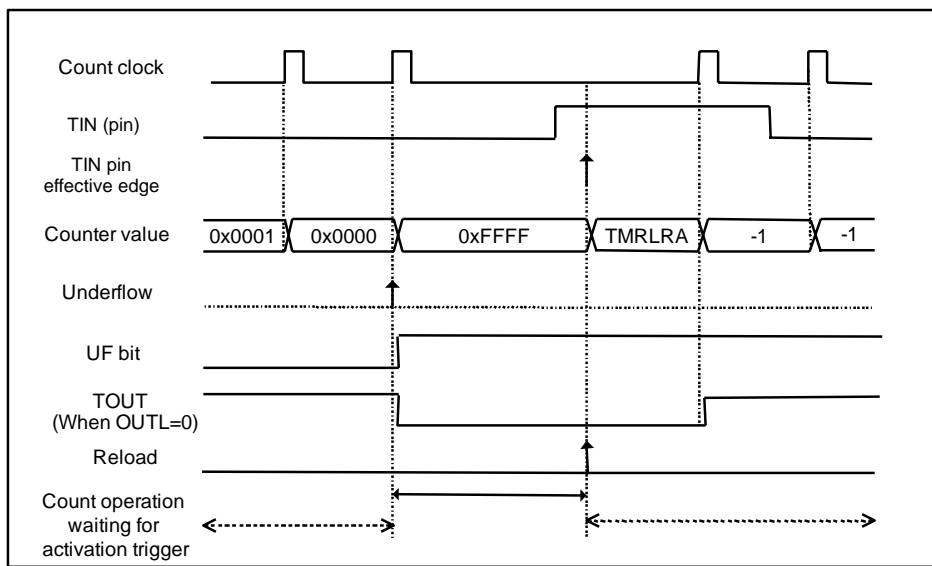 Count clock
TIN (pin)
TIN pin
effective edge
Counter value
0x0001
0x0000
0xFFFF
TMRLRA
-1
-1
Underflow
UF bit
TOUT
(When OUTL=0)
Reload
Count operation
waiting for
activation trigger